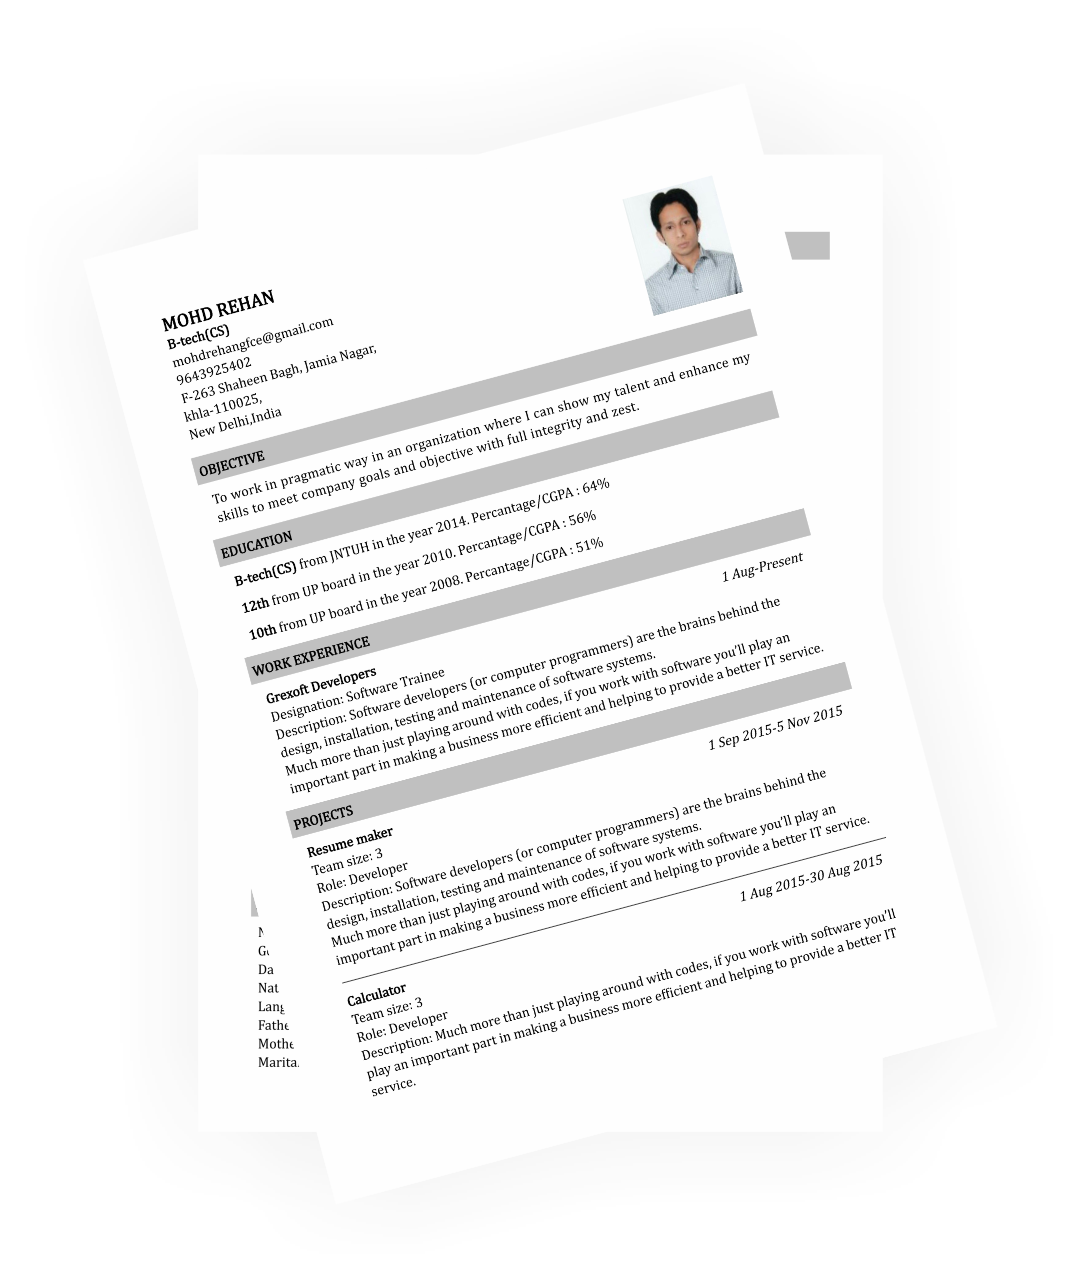 MOHD REHAN
B-tech(CS)
mohdrehangfce@gmail.com
9643925402
F-263 Shaheen Bagh, Jamia Nagar,
khla-110025,
New Delhi,India
OBJECTIVE
To work in pragmatic way in an organization where I can show my talent and enhance my
skills to meet company goals and objective with full integrity and zest.
EDUCATION
B-tech(CS) from JNTUH in the year 2014. Percantage/CGPA : 64%
12th from UP board in the year 2010. Percantage/CGPA : 56%
10th from UP board in the year 2008. Percantage/CGPA : 51%
WORK EXPERIENCE
1 Aug-Present
Grexoft Developers
Designation: Software Trainee
Description: Software developers (or computer programmers) are the brains behind the
design, installation, testing and maintenance of software systems.
Much more than just playing around with codes, if you work with software you'll play an
important part in making a business more efficient and helping to provide a better IT service.
PROJECTS
1 Sep 2015-5 Nov 2015
Resume maker
Team size: 3
Role: Developer
Description: Software developers (or computer programmers) are the brains behind the
design, installation, testing and maintenance of software systems.
Much more than just playing around with codes, if you work with software you'll play an
important part in making a business more efficient and helping to provide a better IT service.
1 Aug 2015-30 Aug 2015
Calculator
Team size: 3
Role: Developer
Description: Much more than just playing around with codes, if you work with software you'll
play an important part in making a business more efficient and helping to provide a better IT
service.
Da
Nat
Lang
Fathe
Mothe
Marita